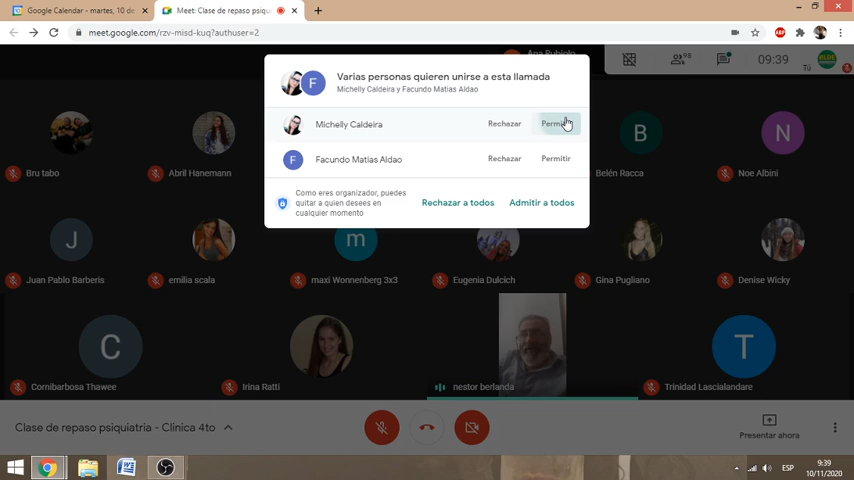 Google Calendar - martes, 10 de
Meet: Clase de repaso psiqui
meet.google.com/rzv-misd-kuq?authuser=2
ABP
Ana Rubiolo
98
09:39
Tú
Varias personas quieren unirse a esta llamada
Michelly Caldeira y Facundo Matias Aldao
Michelly Caldeira
Rechazar
F
Facundo Matias Aldao
Rechazar
Permitir
Como eres organizador, puedes
quitar a quien desees en
cualquier momento
Rechazar a todos
Admitir a todos
Bru tabo
Abril Hanemann
B
Belén Racca
N
Noe Albini
J
Juan Pablo Barberis
emilia scala
m
maxi Wonnenberg 3x3
Eugenia Dulcich
Gina Pugliano
Denise Wicky
C
Cornibarbosa Thawee
Irina Ratti
nestor berlanda
T
Trinidad Lascialandare
Clase de repaso psiquiatria - Clinica 4to
Presentar ahora
ESP
9:39
10/11/2020